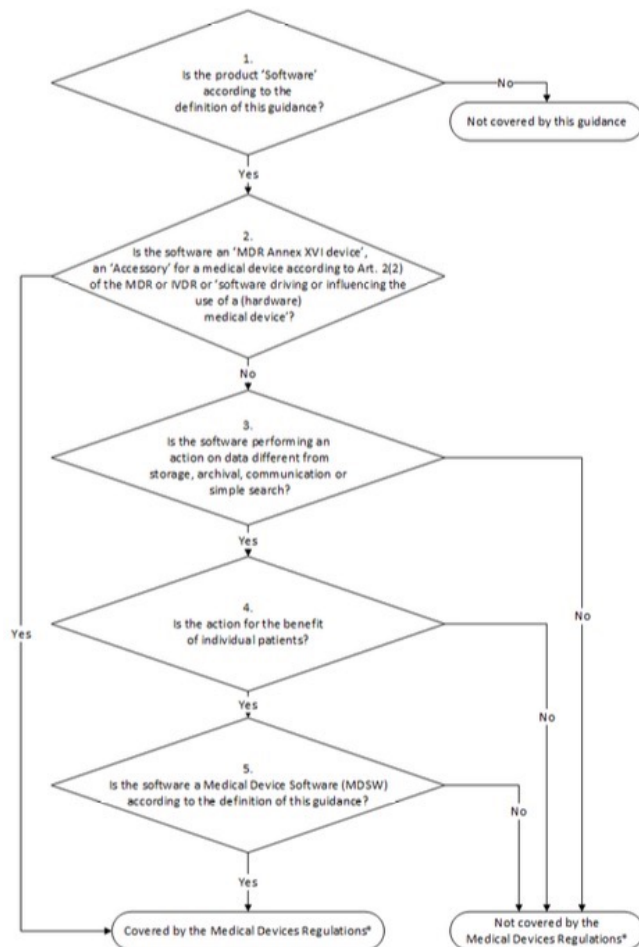 1.
Is the product 'Software'
according to the
definition of this guidance?
No
Not covered by this guidance
Yes
2.
Is the software an 'MDR Annex XVI device',
an 'Accessory' for a medical device according to Art. 2(2)
of the MDR or IVDR or 'software driving or influencing the
use of a (hardware)
medical device'?
No
3.
Is the software performing an
action on data different from
storage, archival, communication or
simple search?
Yes
4.
Is the action for the benefit
of individual patients?
Yes
No
No
Yes
5.
Is the software a Medical Device Software (MDSW)
according to the definition of this guidance?
No
Yes
Covered by the Medical Devices Regulations*
Not covered by the
Medical Devices Regulations*